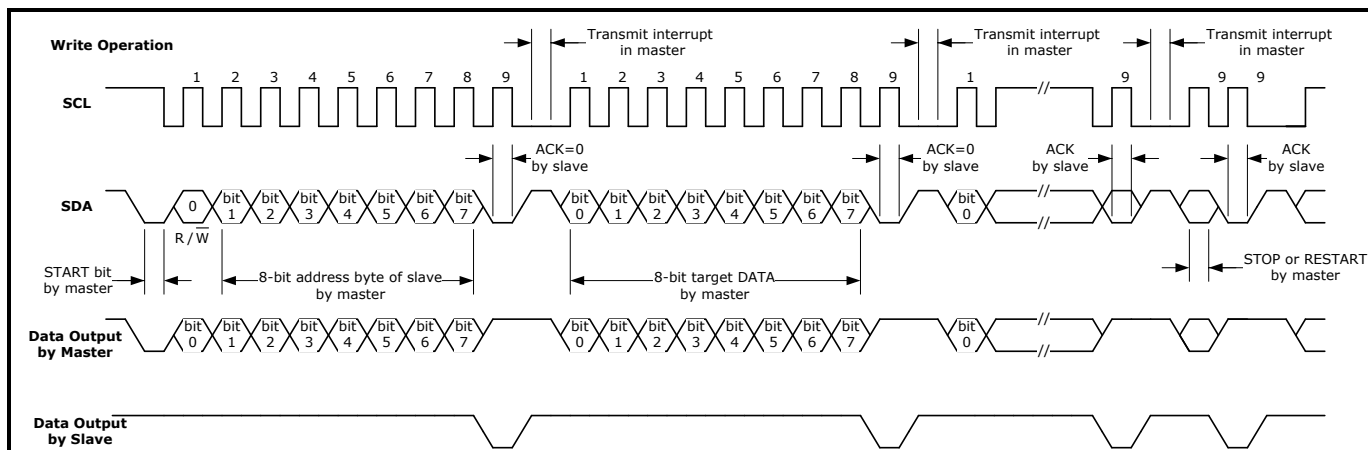 Write Operation
Transmit interrupt
in master
Transmit interrupt
in master
Transmit interrupt
in master
SCL
1 2 3 4 5 6 7 8 9 1 2 3 4 5 6 7 8 9 1 // 9 9 9
ACK=0
by slave
ACK=0
by slave
ACK
by slave
ACK
by slave
SDA
0 bit 1 bit 2 bit 3 bit 4 bit 5 bit 6 bit 7 bit 0 bit 1 bit 2 bit 3 bit 4 bit 5 bit 6 bit 7 bit 0 //
R / W̅
START bit
by master
8-bit address byte of slave
by master
8-bit target DATA
by master
STOP or RESTART
by master
Data Output
by Master
bit 0 bit 1 bit 2 bit 3 bit 4 bit 5 bit 6 bit 7 bit 0 bit 1 bit 2 bit 3 bit 4 bit 5 bit 6 bit 7 bit 0 //
Data Output
by Slave